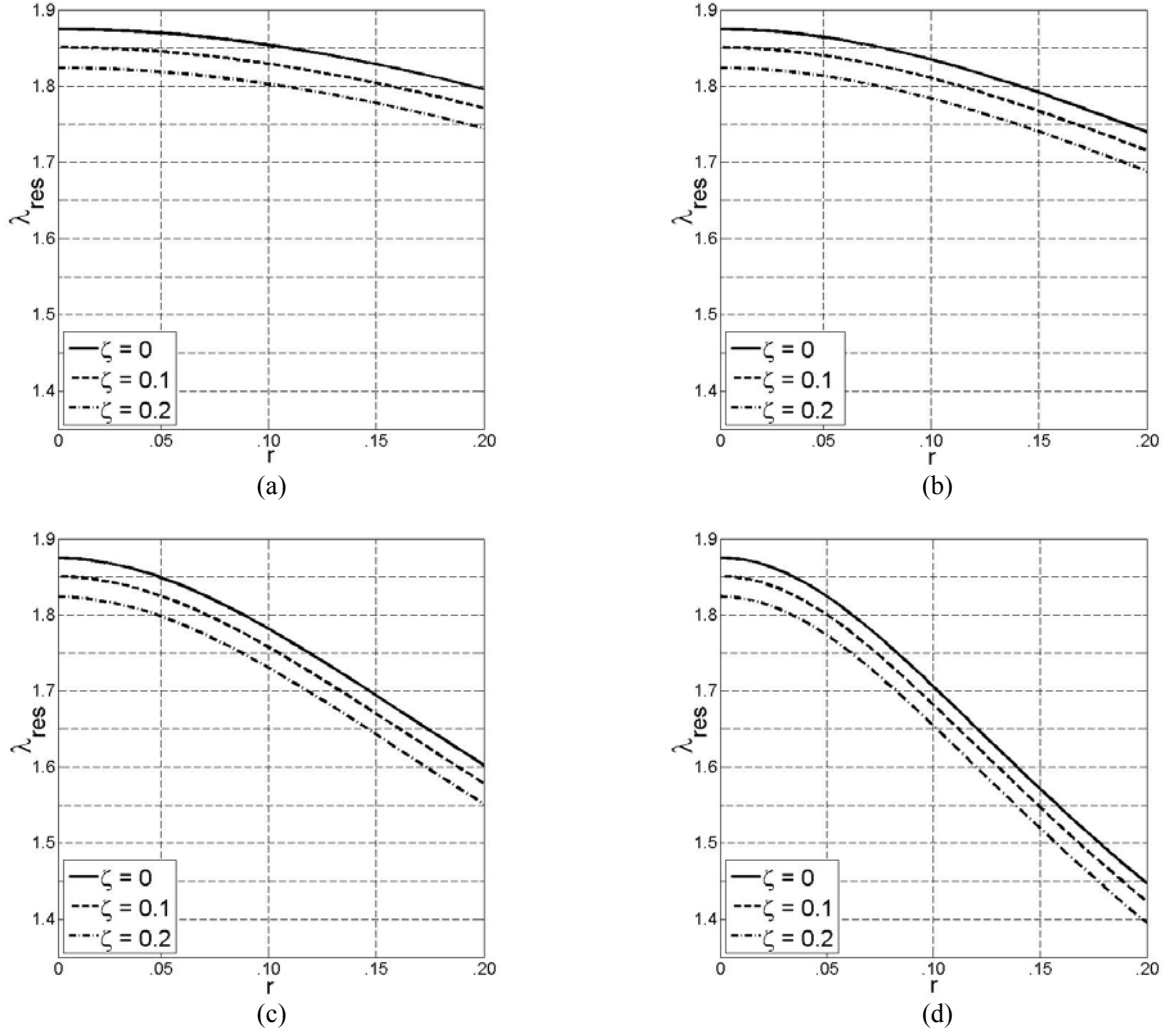 1.9
1.8
1.7
1.6
1.5
1.4
λres
ζ = 0
ζ = 0.1
ζ = 0.2
0 .05 .10 .15 .20
r
(a)
1.9
1.8
1.7
1.6
1.5
1.4
λres
ζ = 0
ζ = 0.1
ζ = 0.2
0 .05 .10 .15 .20
r
(b)
1.9
1.8
1.7
1.6
1.5
1.4
λres
ζ = 0
ζ = 0.1
ζ = 0.2
0 .05 .10 .15 .20
r
(c)
1.9
1.8
1.7
1.6
1.5
1.4
λres
ζ = 0
ζ = 0.1
ζ = 0.2
0 .05 .10 .15 .20
r
(d)